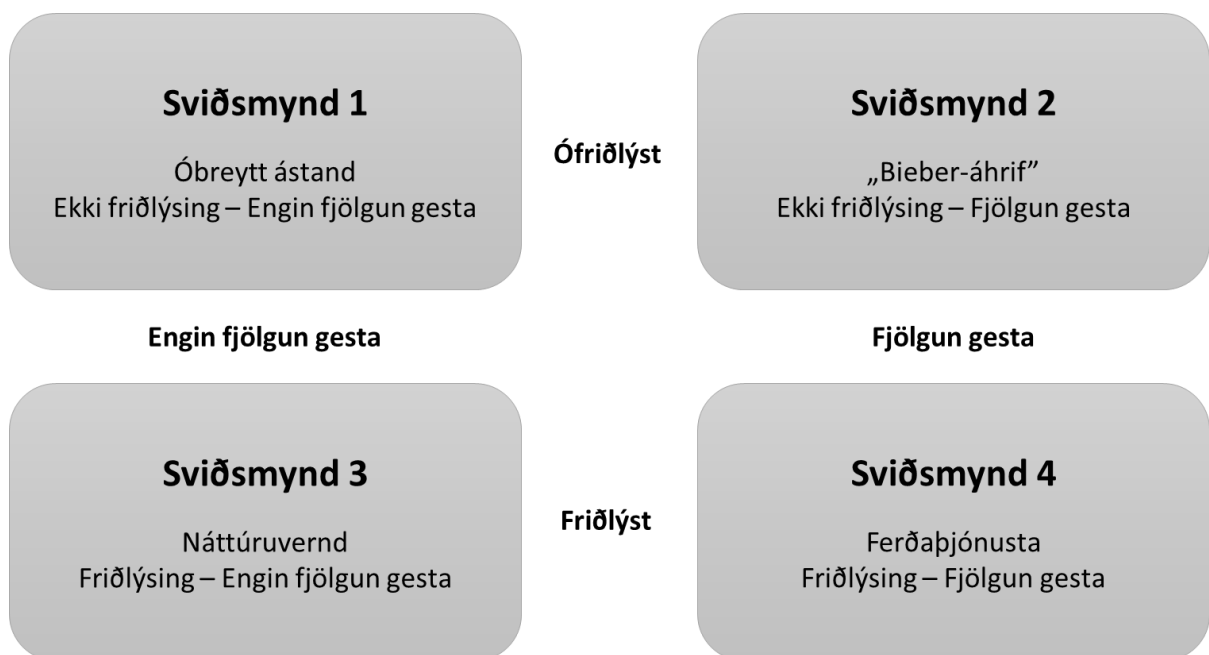 Sviðsmynd 1
Óbreytt ástand
Ekki friðlýsing – Engin fjölgun gesta
Ófriðlýst
Sviðsmynd 2
„Bieber-áhrif”
Ekki friðlýsing – Fjölgun gesta
Engin fjölgun gesta
Fjölgun gesta
Sviðsmynd 3
Náttúruvernd
Friðlýsing – Engin fjölgun gesta
Friðlýst
Sviðsmynd 4
Ferðaþjónusta
Friðlýsing – Fjölgun gesta